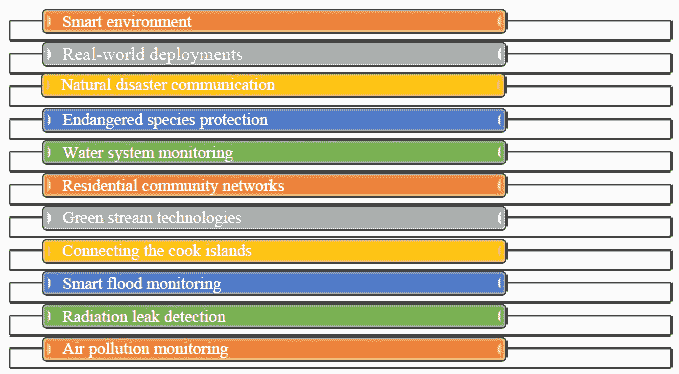 Smart environment
Real-world deployments
Natural disaster communication
Endangered species protection
Water system monitoring
Residential community networks
Green stream technologies
Connecting the cook islands
Smart flood monitoring
Radiation leak detection
Air pollution monitoring